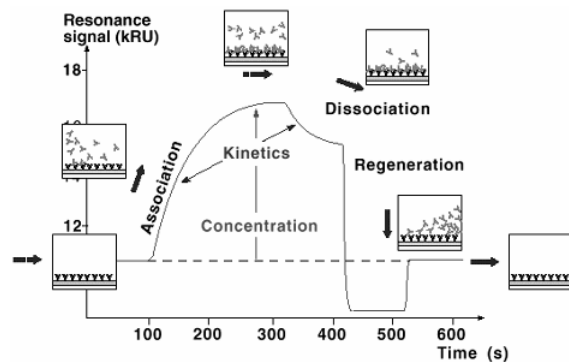 Resonance
signal (kRU)
18
12
Association
Kinetics
Concentration
Dissociation
Regeneration
100
200
300
400
500
600
Time (s)